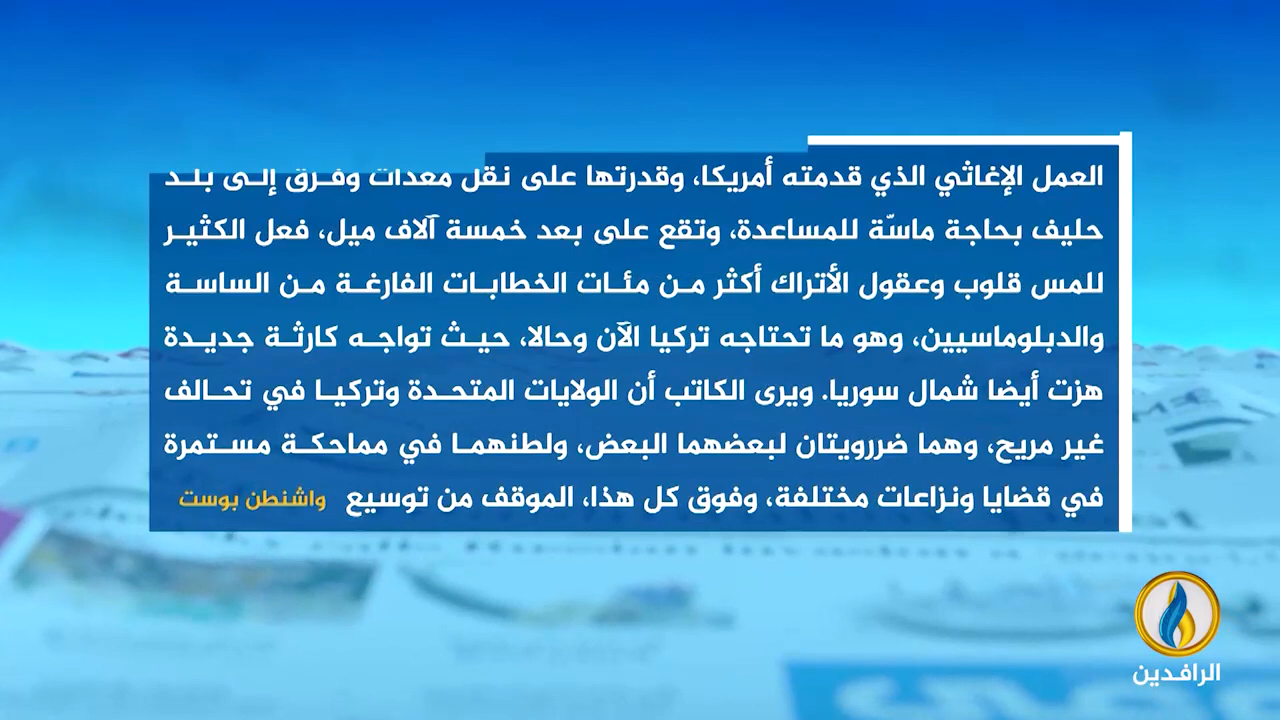 العمل الإغاثي الذي قدمته أمريكا، وقدرتها على نقل معدات وفرق إلى بلد
حليف بحاجة ماسّة للمساعدة، وتقع على بعد خمسة آلاف ميل، فعل الكثير
للمس قلوب وعقول الأتراك أكثر من مئات الخطابات الفارغة من الساسة
والدبلوماسيين، وهو ما تحتاجه تركيا الآن وحالا، حيث تواجه كارثة جديدة
هزت أيضا شمال سوريا. ويرى الكاتب أن الولايات المتحدة وتركيا في تحالف
غير مريح، وهما ضررويتان لبعضهما البعض، ولطنهما في مماحكة مستمرة
في قضايا ونزاعات مختلفة، وفوق كل هذا، الموقف من توسيع واشنطن بوست
الرافدين